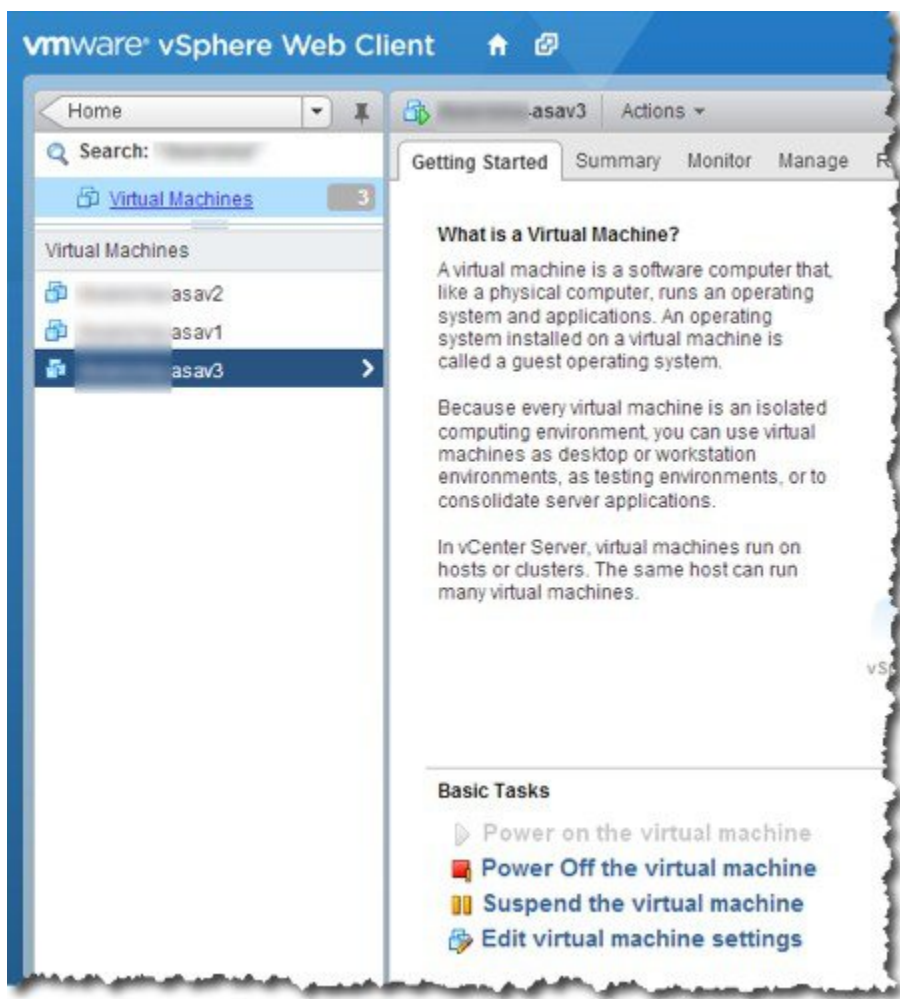 vmware® vSphere Web Client
Home
asav3 Actions
Search:
Getting Started Summary Monitor Manage
Virtual Machines 3
Virtual Machines
asav2
asav1
asav3
What is a Virtual Machine?
A virtual machine is a software computer that,
like a physical computer, runs an operating
system and applications. An operating
system installed on a virtual machine is
called a guest operating system.
Because every virtual machine is an isolated
computing environment, you can use virtual
machines as desktop or workstation
environments, as testing environments, or to
consolidate server applications.
In vCenter Server, virtual machines run on
hosts or clusters. The same host can run
many virtual machines.
Basic Tasks
Power on the virtual machine
Power Off the virtual machine
Suspend the virtual machine
Edit virtual machine settings